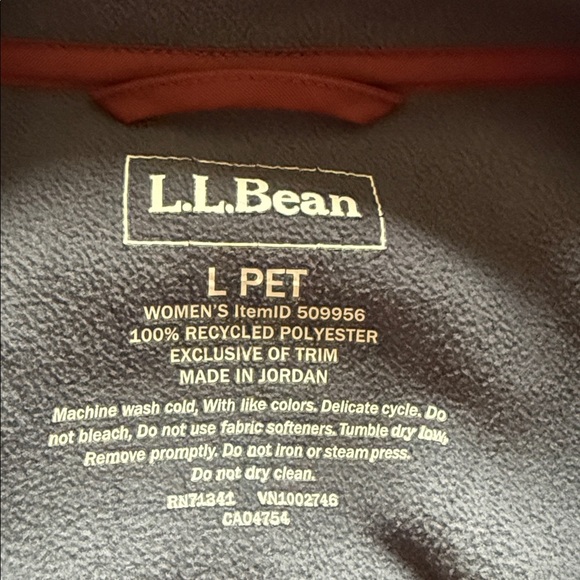 L.L.Bean
L PET
WOMEN'S ItemID 509956
100% RECYCLED POLYESTER
EXCLUSIVE OF TRIM
MADE IN JORDAN
Machine wash cold, With like colors. Delicate cycle. Do
not bleach, Do not use fabric softeners. Tumble dry low,
Remove promptly. Do not iron or steam press.
Do not dry clean.
RN71341 VN1002746
CA04754